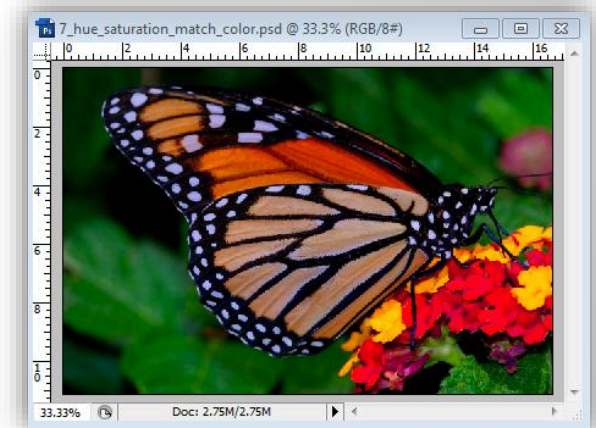 Ps 7_hue_saturation_match_color.psd @ 33.3% (RGB/8#)
0 2 4 6 8 10 12 14 16
0
2
4
6
8
10
33.33% Doc: 2.75M/2.75M